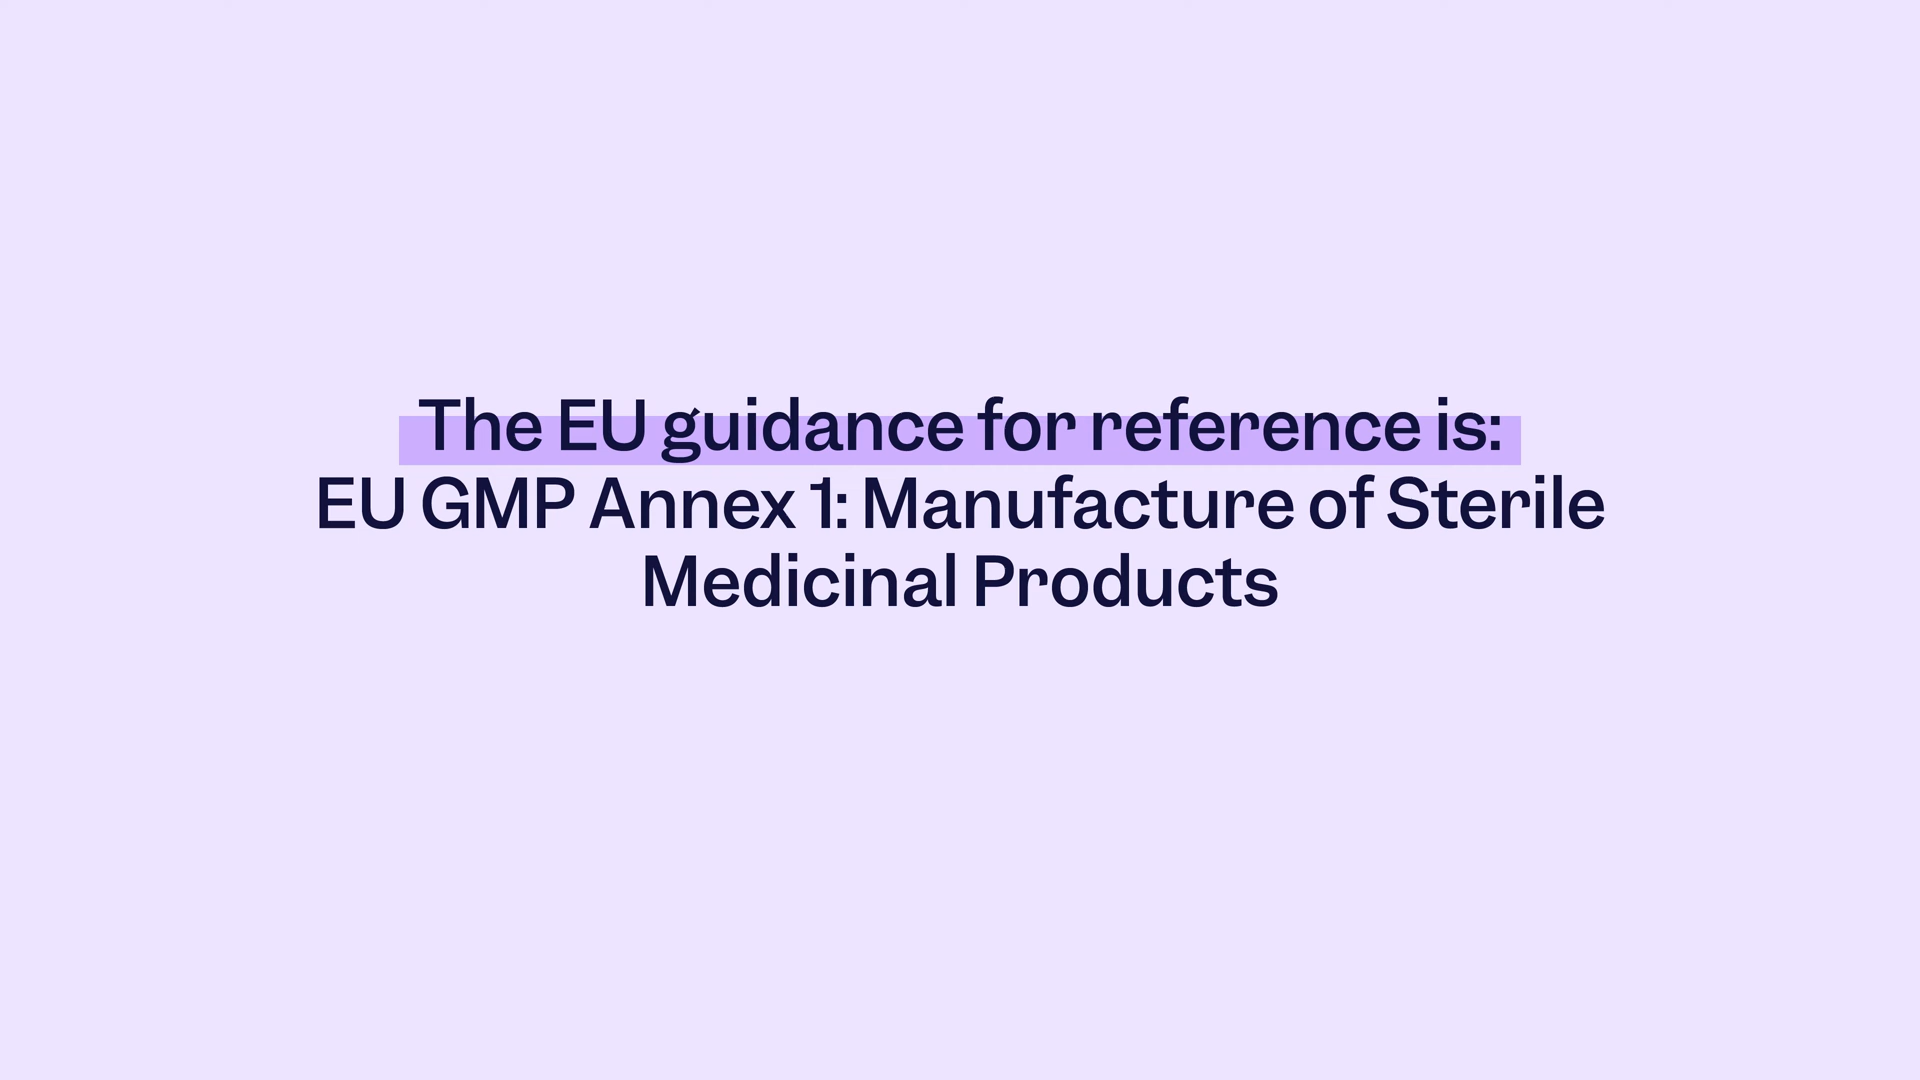 The EU guidance for reference is:
EU GMP Annex 1: Manufacture of Sterile
Medicinal Products